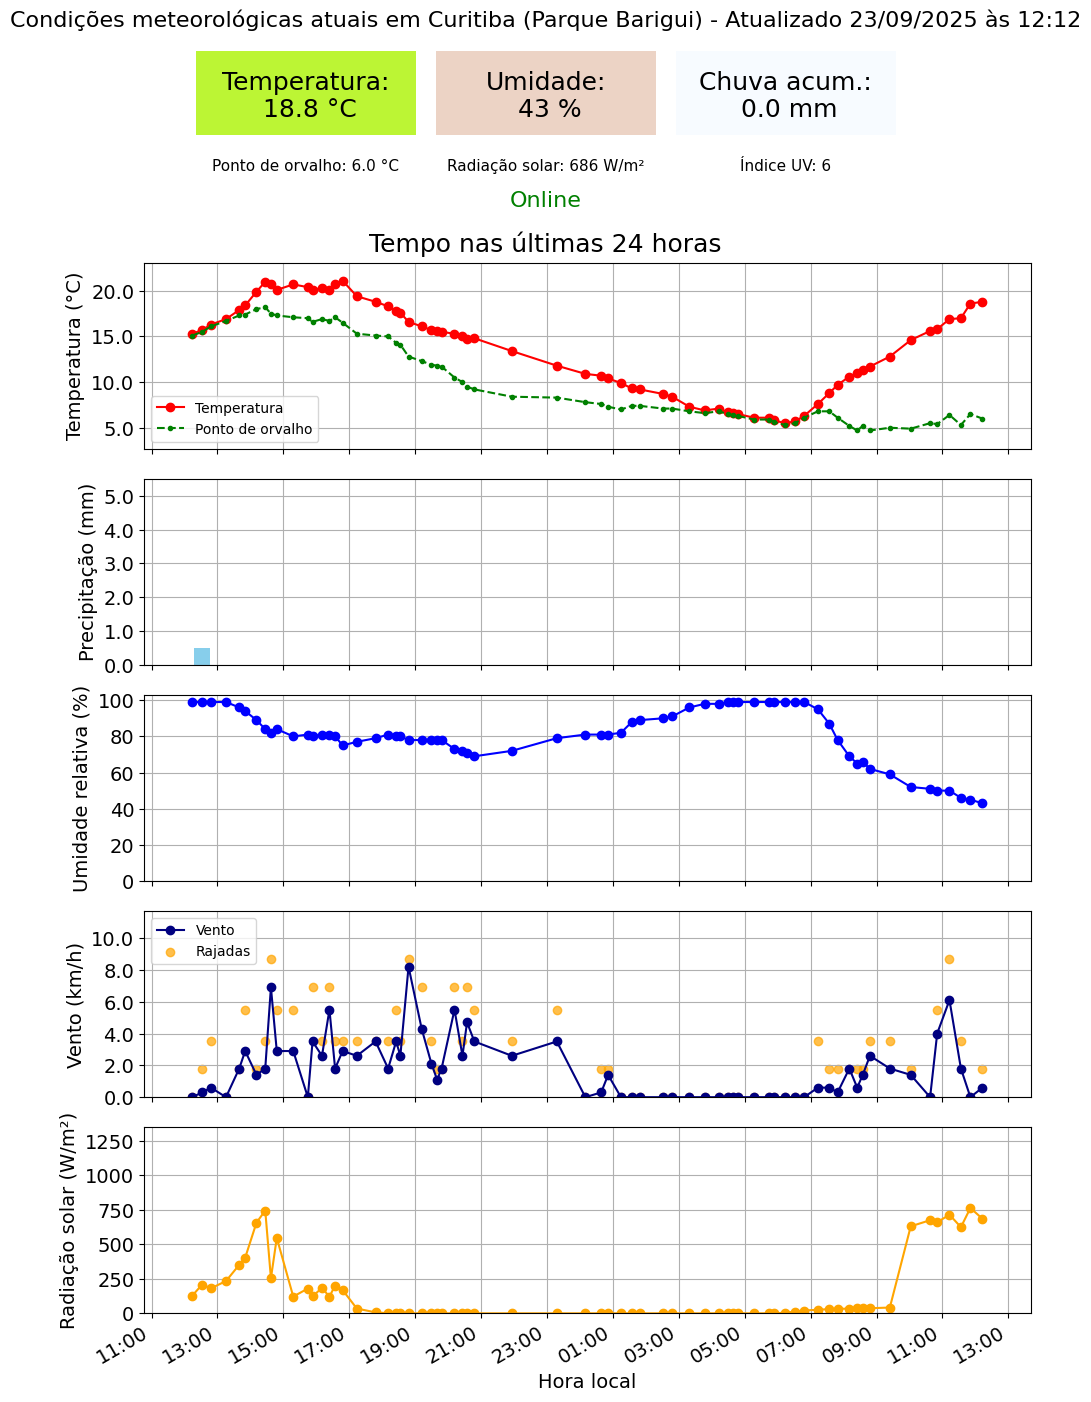 Condições meteorológicas atuais em Curitiba (Parque Barigui) - Atualizado 23/09/2025 às 12:12
Temperatura:
18.8 °C
Umidade:
43 %
Chuva acum.:
0.0 mm
Ponto de orvalho: 6.0 °C
Radiação solar: 686 W/m²
Índice UV: 6
Online
Tempo nas últimas 24 horas
Temperatura (°C)
20.0
15.0
10.0
5.0
Temperatura
Ponto de orvalho
Precipitação (mm)
5.0
4.0
3.0
2.0
1.0
0.0
Umidade relativa (%)
100
80
60
40
20
0
Vento (km/h)
10.0
8.0
6.0
4.0
2.0
0.0
Vento
Rajadas
Radiação solar (W/m²)
1250
1000
750
500
250
0
11:00
13:00
15:00
17:00
19:00
21:00
23:00
01:00
03:00
05:00
07:00
09:00
11:00
13:00
Hora local